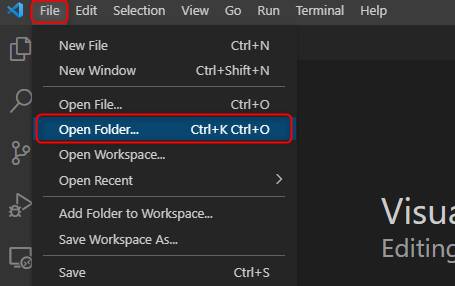 File Edit Selection View Go Run Terminal Help
New File Ctrl+N
New Window Ctrl+Shift+N
Open File... Ctrl+O
Open Folder... Ctrl+K Ctrl+O
Open Workspace...
Open Recent
Add Folder to Workspace...
Save Workspace As...
Save Ctrl+S
Visua
Editing